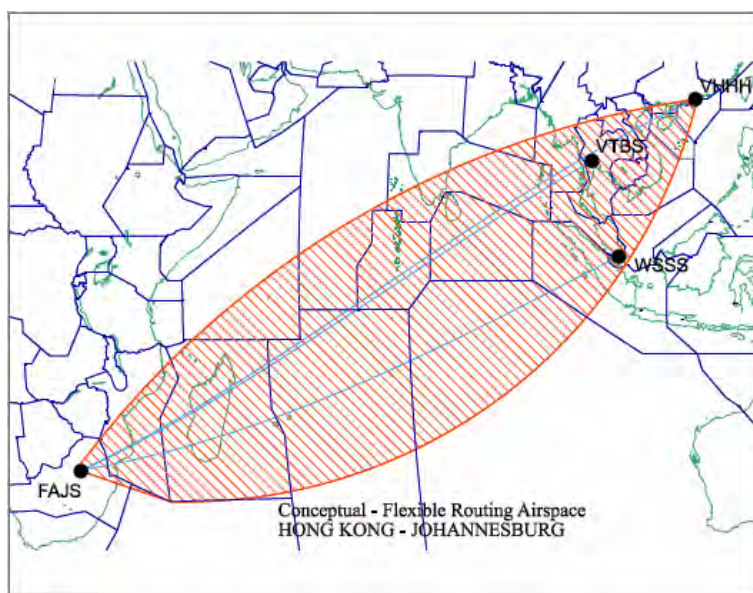 VHHH
VTBS
WSSS
FAJS
Conceptual - Flexible Routing Airspace
HONG KONG - JOHANNESBURG